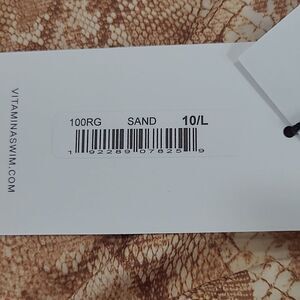 VITAMINASWIM.COM
100RG SAND 10/L
1 92289 07825 9